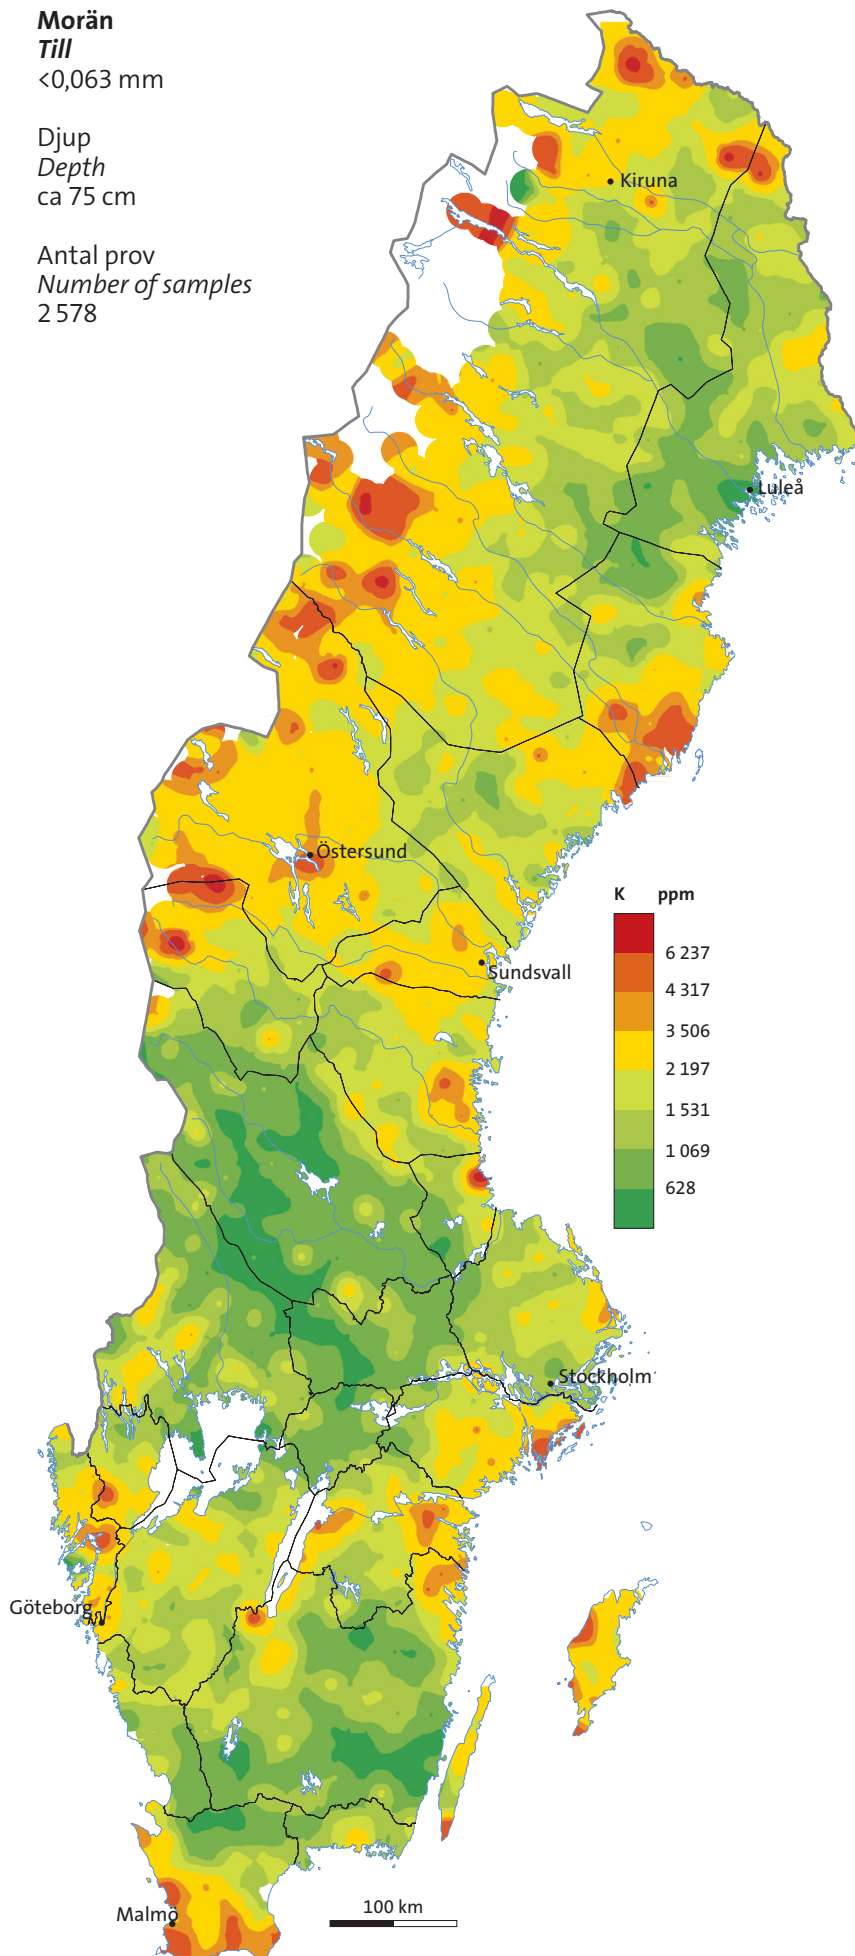 Morän
Till
<0,063 mm
Djup
Depth
ca 75 cm
Antal prov
Number of samples
2 578
Kiruna
Luleå
Östersund
K ppm
6 237
4 317
3 506
2 197
1 531
1 069
628
Sundsvall
Stockholm
Göteborg
Malmö
100 km